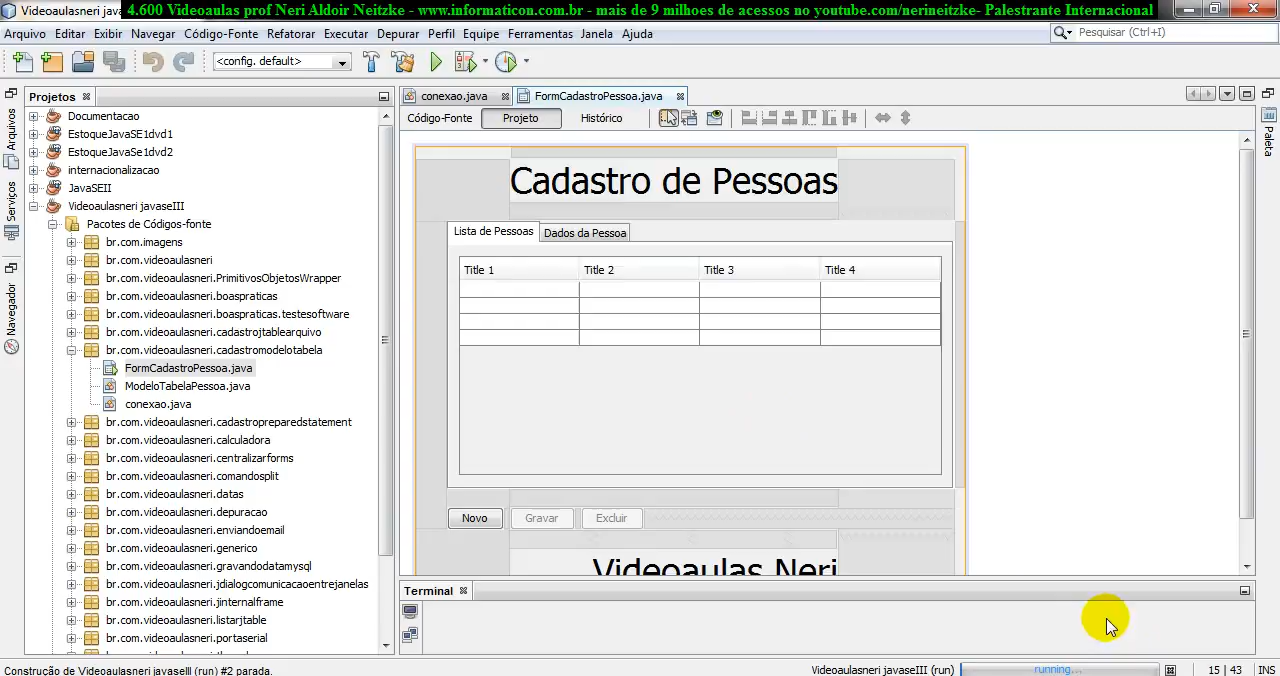 Videoaulasneri java
4.600 Videoaulas prof Neri Aldoir Neitzke - www.informaticon.com.br - mais de 9 milhoes de acessos no youtube.com/nerineitzke- Palestrante Internacional
Arquivo Editar Exibir Navegar Código-Fonte Refatorar Executar Depurar Perfil Equipe Ferramentas Janela Ajuda
Pesquisar (Ctrl+I)
<config. default>
Projetos
conexao.java
FormCadastroPessoa.java
Código-Fonte Projeto Histórico
Arquivos
Serviços
Navegador
Paleta
Documentacao
EstoqueJavaSE1dvd1
EstoqueJavaSe1dvd2
internacionalizacao
JavaSEII
Videoaulasneri javaseIII
Pacotes de Códigos-fonte
br.com.imagens
br.com.videoaulasneri
br.com.videoaulasneri.PrimitivosObjetosWrapper
br.com.videoaulasneri.boaspraticas
br.com.videoaulasneri.boaspraticas.testesoftware
br.com.videoaulasneri.cadastrojtablearquivo
br.com.videoaulasneri.cadastromodelotabela
FormCadastroPessoa.java
ModeloTabelaPessoa.java
conexao.java
br.com.videoaulasneri.cadastropreparedstatement
br.com.videoaulasneri.calculadora
br.com.videoaulasneri.centralizarforms
br.com.videoaulasneri.comandosplit
br.com.videoaulasneri.datas
br.com.videoaulasneri.depuracao
br.com.videoaulasneri.enviandoemail
br.com.videoaulasneri.generico
br.com.videoaulasneri.gravandodatamysql
br.com.videoaulasneri.jdialogcomunicacaoentrejanelas
br.com.videoaulasneri.jinternalframe
br.com.videoaulasneri.listarjtable
br.com.videoaulasneri.portaserial
Cadastro de Pessoas
Lista de Pessoas Dados da Pessoa
Title 1 Title 2 Title 3 Title 4
Novo Gravar Excluir
Videoaulas Neri
Terminal
Construção de Videoaulasneri javaseIII (run) #2 parada.
Videoaulasneri javaseIII (run)
running...
15 | 43
INS